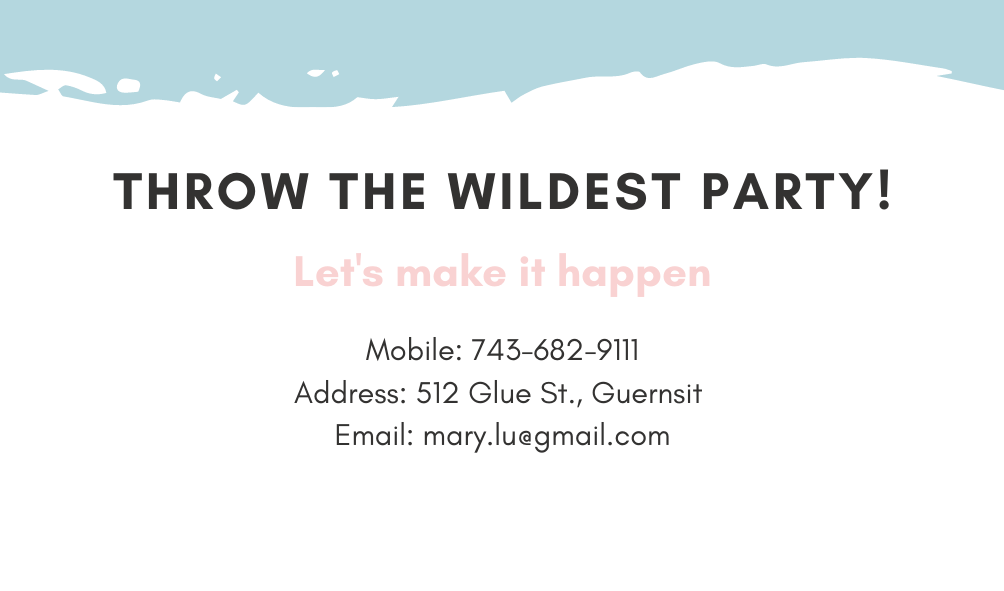 THROW THE WILDEST PARTY!
Let's make it happen
Mobile: 743-682-9111
Address: 512 Glue St., Guernsit
Email: mary.lu@gmail.com